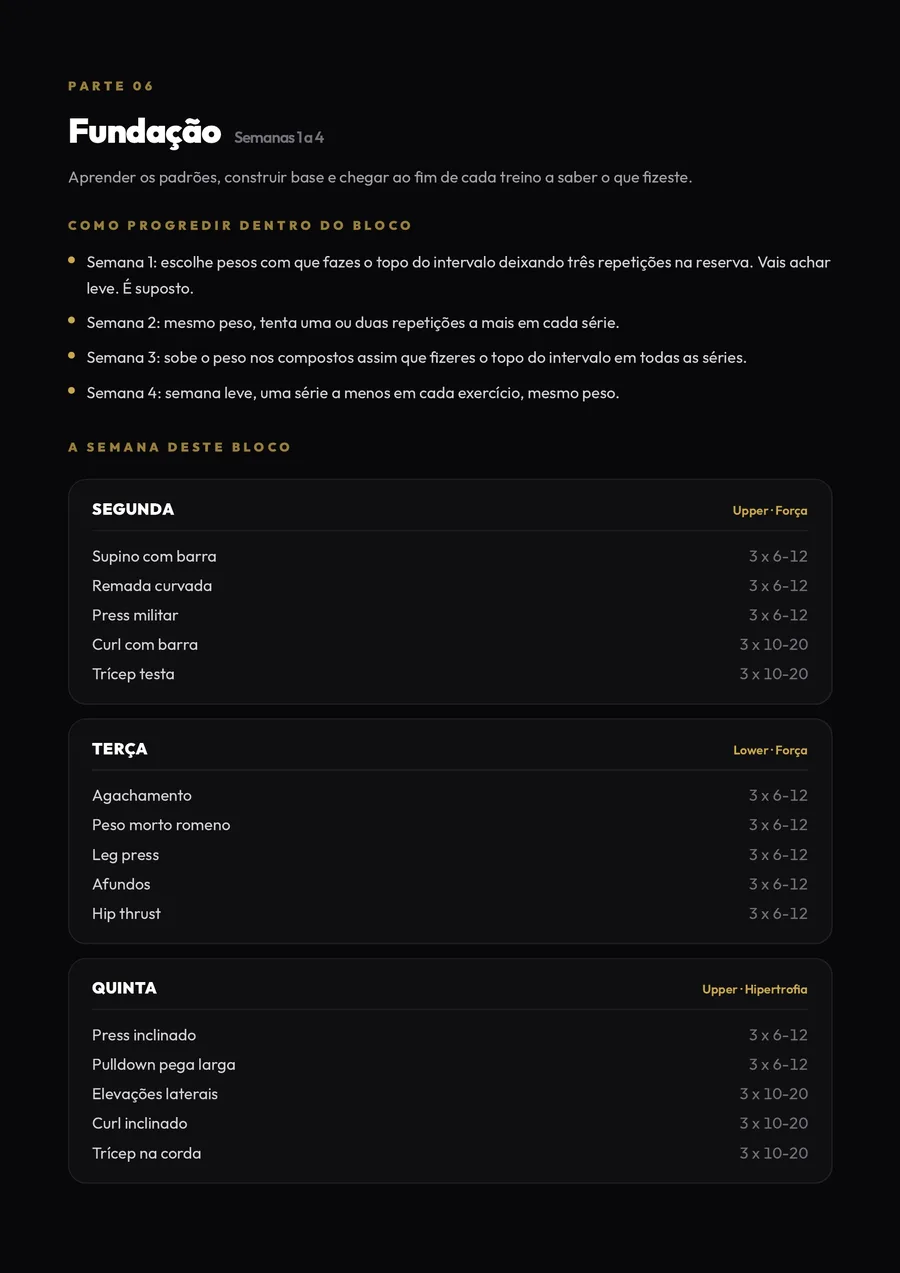 PARTE 06
Fundação Semanas 1 a 4
Aprender os padrões, construir base e chegar ao fim de cada treino a saber o que fizeste.
COMO PROGREDIR DENTRO DO BLOCO
• Semana 1: escolhe pesos com que fazes o topo do intervalo deixando três repetições na reserva. Vais achar
leve. É suposto.
• Semana 2: mesmo peso, tenta uma ou duas repetições a mais em cada série.
• Semana 3: sobe o peso nos compostos assim que fizeres o topo do intervalo em todas as séries.
• Semana 4: semana leve, uma série a menos em cada exercício, mesmo peso.
A SEMANA DESTE BLOCO
SEGUNDA Upper · Força
Supino com barra 3 x 6-12
Remada curvada 3 x 6-12
Press militar 3 x 6-12
Curl com barra 3 x 10-20
Trícep testa 3 x 10-20
TERÇA Lower · Força
Agachamento 3 x 6-12
Peso morto romeno 3 x 6-12
Leg press 3 x 6-12
Afundos 3 x 6-12
Hip thrust 3 x 6-12
QUINTA Upper · Hipertrofia
Press inclinado 3 x 6-12
Pulldown pega larga 3 x 6-12
Elevações laterais 3 x 10-20
Curl inclinado 3 x 10-20
Trícep na corda 3 x 10-20